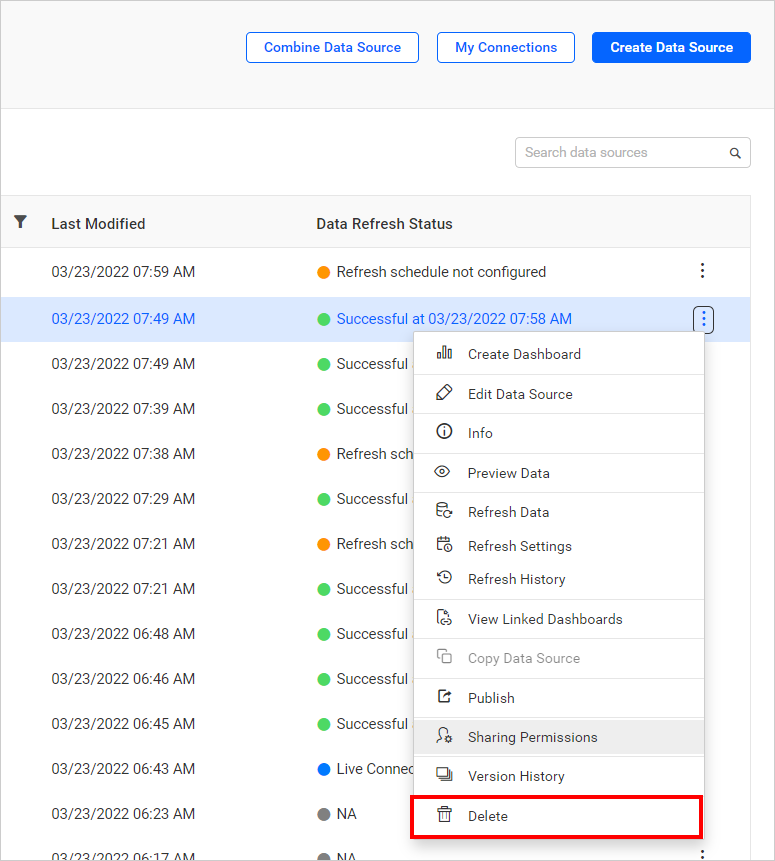 Combine Data Source My Connections Create Data Source
Search data sources
Last Modified Data Refresh Status
03/23/2022 07:59 AM Refresh schedule not configured
03/23/2022 07:49 AM Successful at 03/23/2022 07:58 AM
03/23/2022 07:49 AM Successful
03/23/2022 07:39 AM Successful
03/23/2022 07:38 AM Refresh sch
03/23/2022 07:29 AM Successful
03/23/2022 07:21 AM Refresh sch
03/23/2022 07:21 AM Successful
03/23/2022 06:48 AM Successful
03/23/2022 06:46 AM Successful
03/23/2022 06:45 AM Successful
03/23/2022 06:43 AM Live Connec
03/23/2022 06:23 AM NA
03/23/2022 06:17 AM NA
Create Dashboard
Edit Data Source
Info
Preview Data
Refresh Data
Refresh Settings
Refresh History
View Linked Dashboards
Copy Data Source
Publish
Sharing Permissions
Version History
Delete